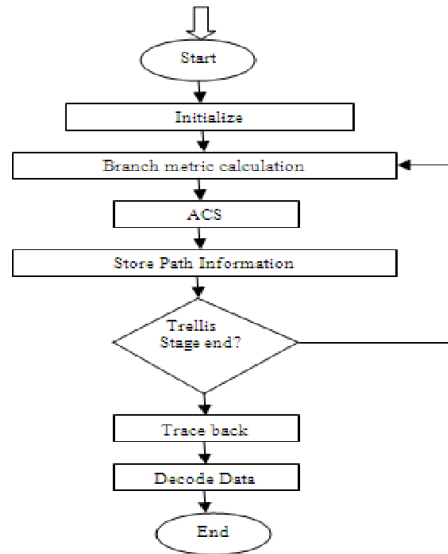 Start
Initialize
Branch metric calculation
ACS
Store Path Information
Trellis
Stage end?
Trace back
Decode Data
End